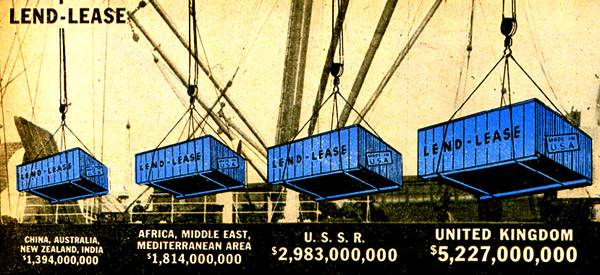 LEND-LEASE
LEND-LEASE
LEND-LEASE
U.S.A
LEND-LEASE
U.S.A
LEND-LEASE
MADE IN
U.S.A
CHINA, AUSTRALIA,
NEW ZEALAND, INDIA
$1,394,000,000
AFRICA, MIDDLE EAST,
MEDITERRANEAN AREA
$1,814,000,000
U. S. S. R.
$2,983,000,000
UNITED KINGDOM
$5,227,000,000